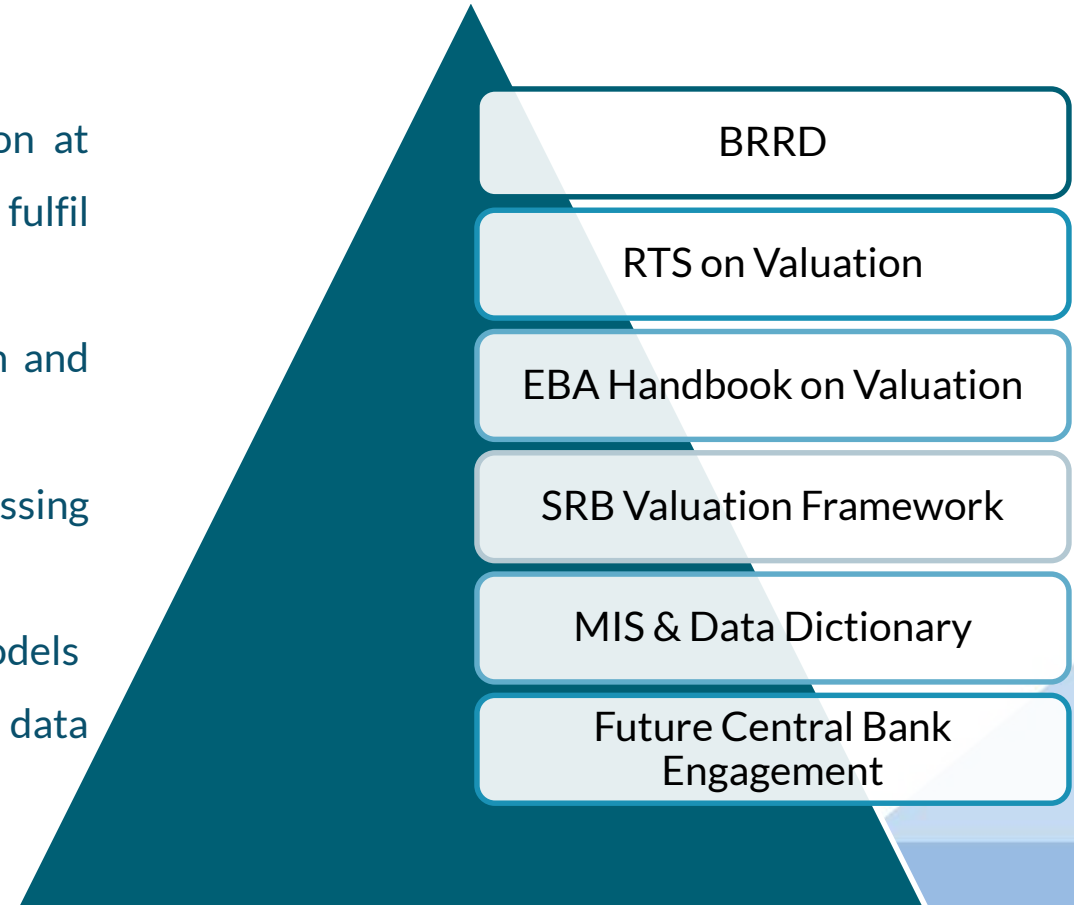 on at
fulfil
and
ssing
odels
data
BRRD
RTS on Valuation
EBA Handbook on Valuation
SRB Valuation Framework
MIS & Data Dictionary
Future Central Bank
Engagement